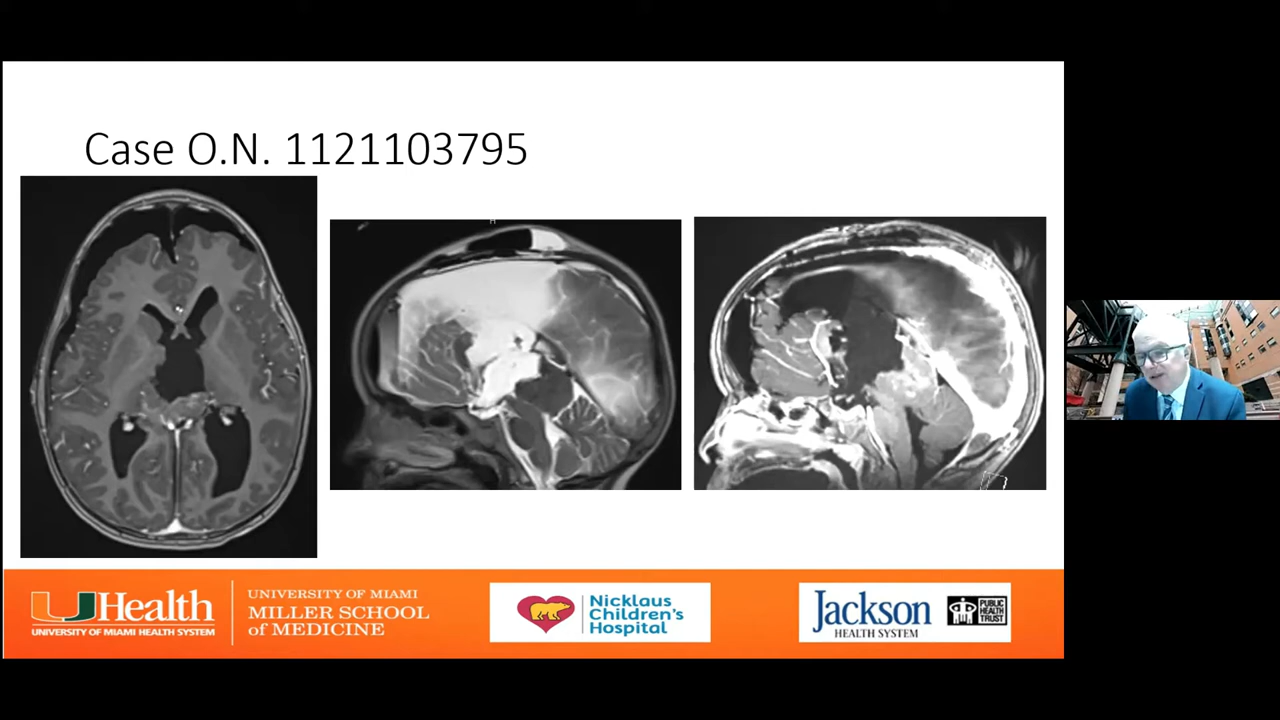 Case O.N. 1121103795
H
UHealth
UNIVERSITY OF MIAMI HEALTH SYSTEM
UNIVERSITY OF MIAMI
MILLER SCHOOL
of MEDICINE
Nicklaus
Children's
Hospital
Jackson
HEALTH SYSTEM
PUBLIC
HEALTH
TRUST